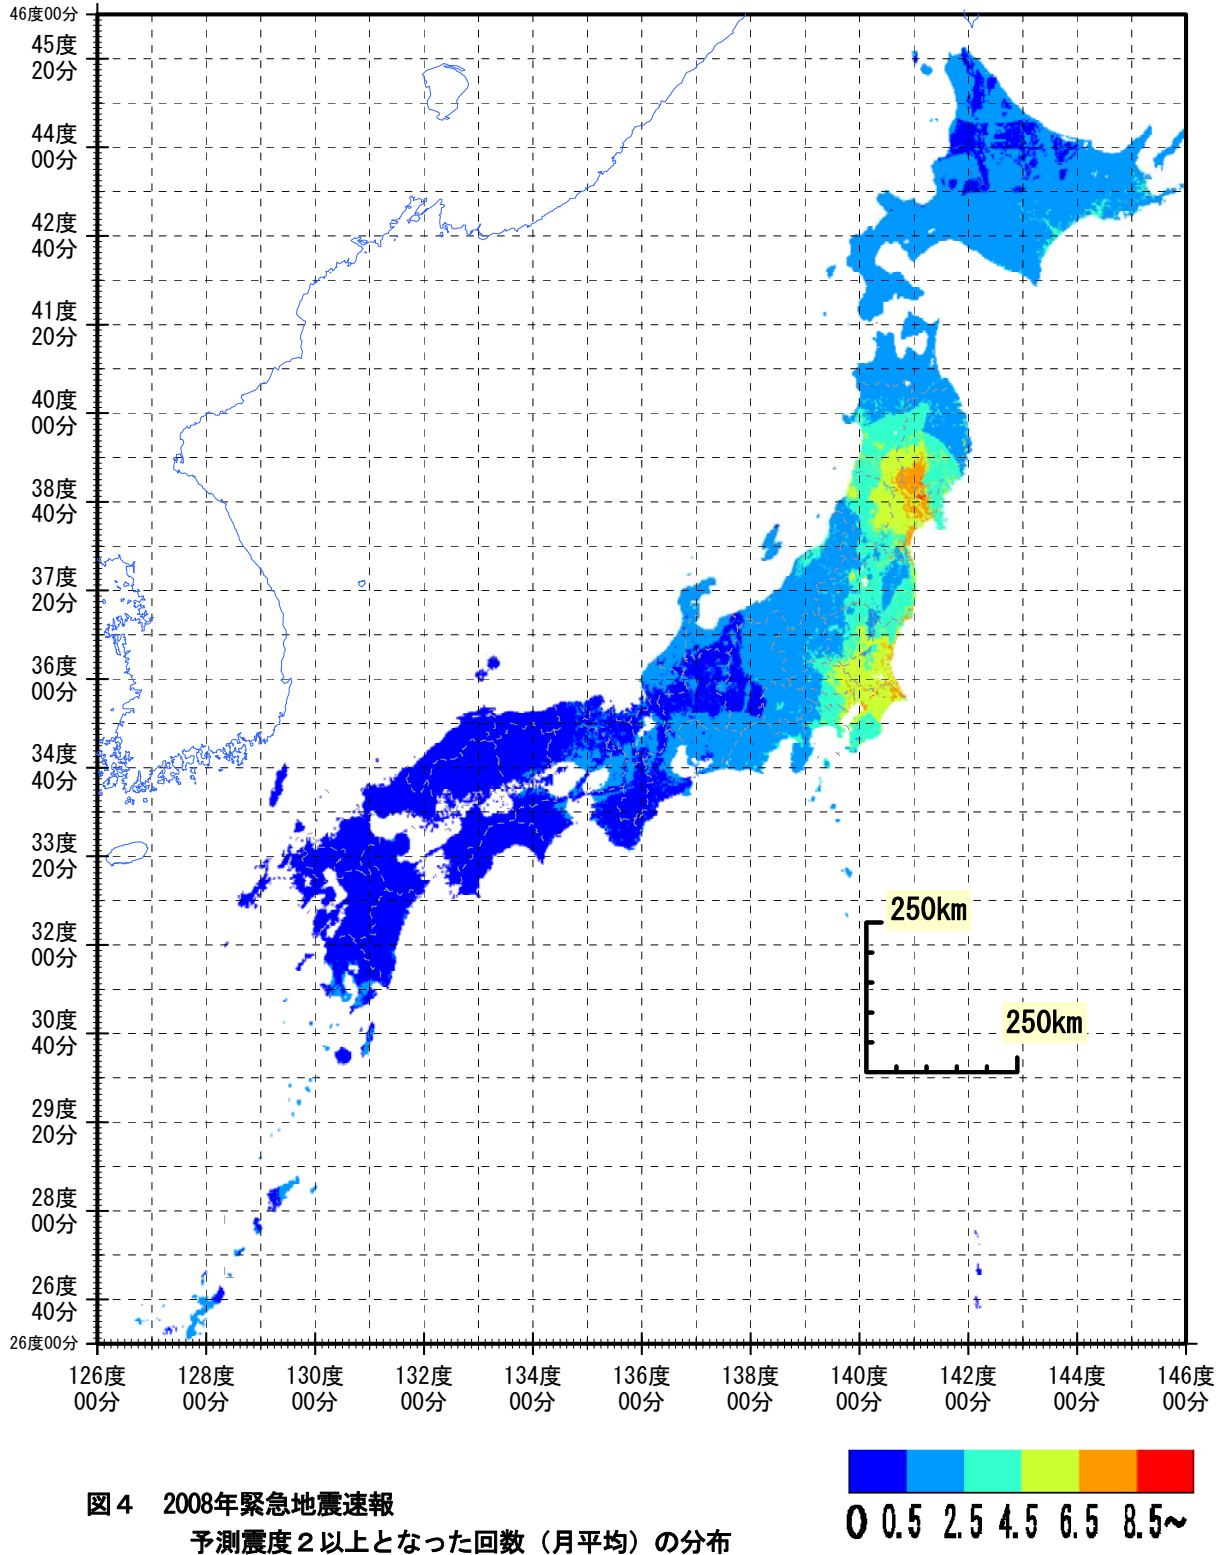 46度00分
45度
20分
44度
00分
42度
40分
41度
20分
40度
00分
38度
40分
37度
20分
36度
00分
34度
40分
33度
20分
32度
00分
30度
40分
29度
20分
28度
00分
26度
40分
26度00分
250km
250km
126度 128度 130度 132度 134度 136度 138度 140度 142度 144度 146度
00分 00分 00分 00分 00分 00分 00分 00分 00分 00分 00分
0 0.5 2.5 4.5 6.5 8.5~
図4 2008年緊急地震速報
予測震度2以上となった回数(月平均)の分布